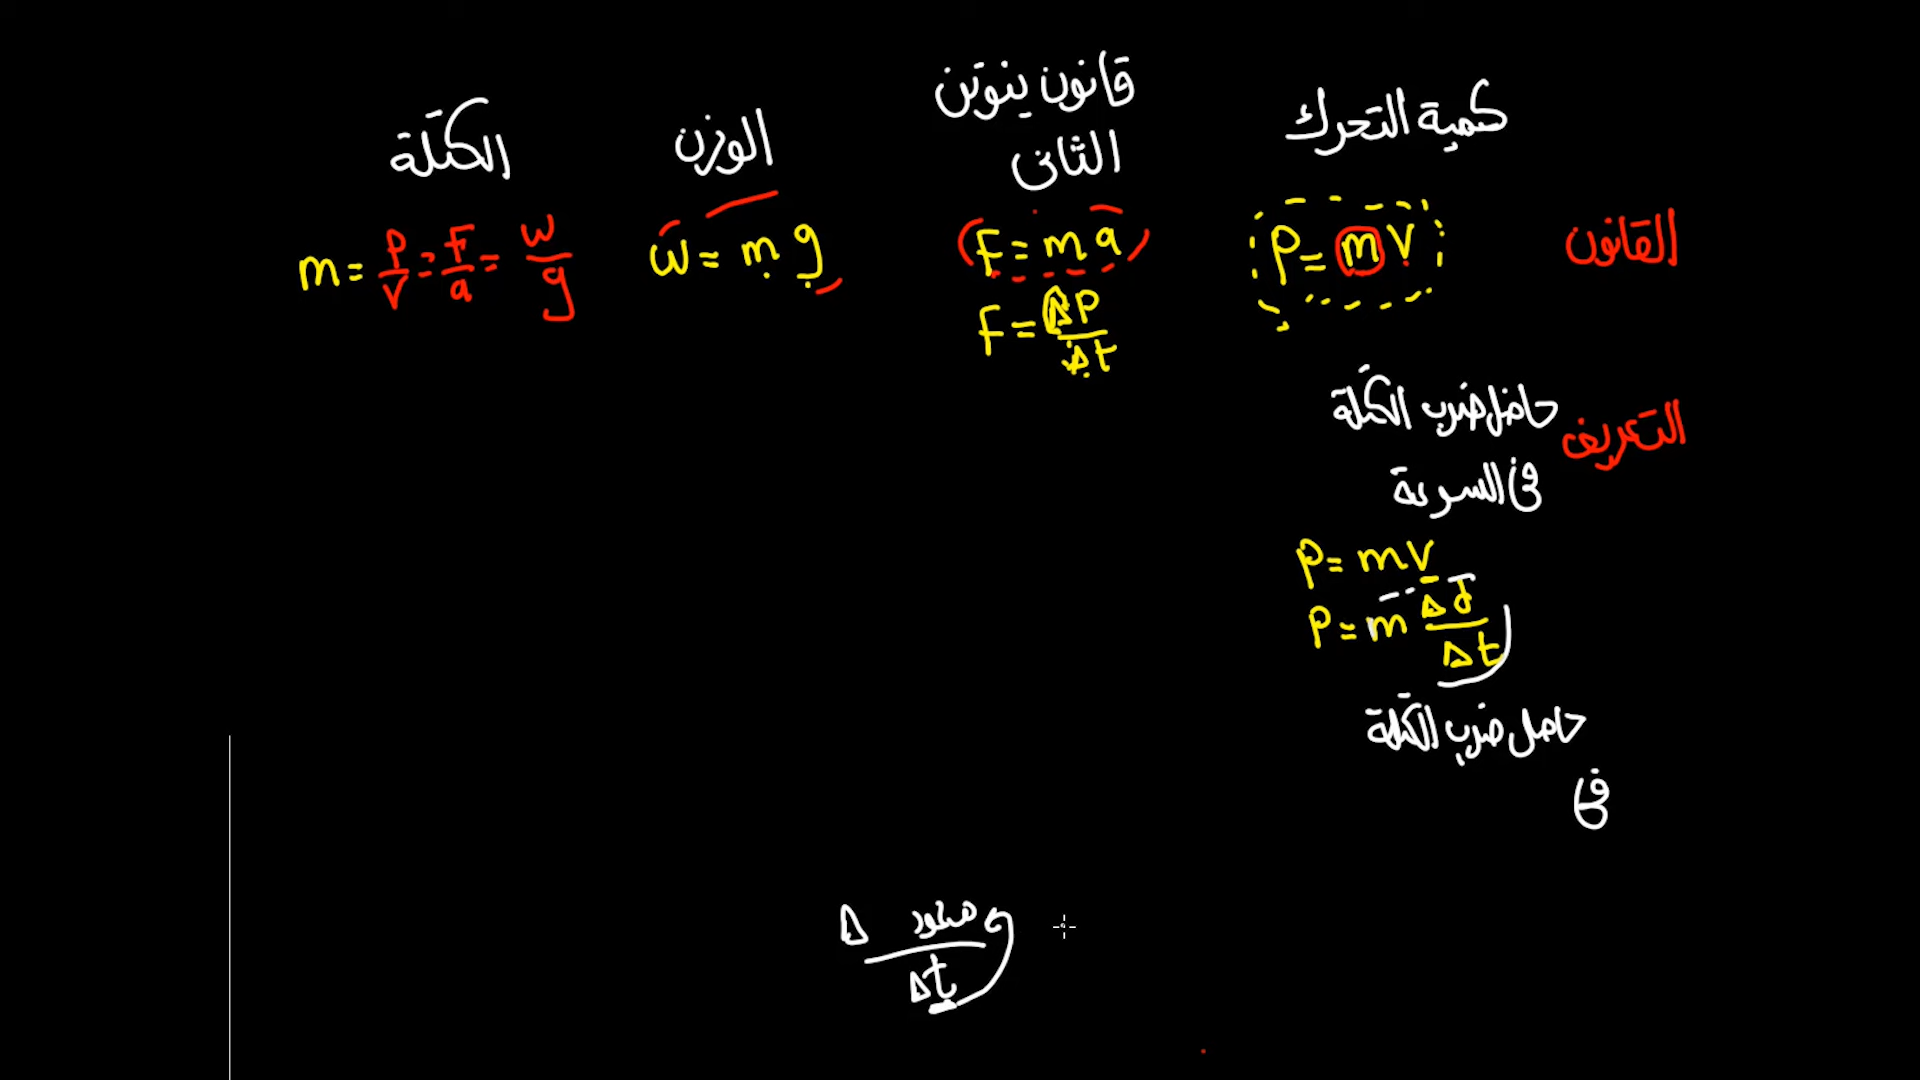 كمية التحرك
قانون نيوتن
الثانى
الوزن
الكتلة
القانون
P = m V
F = m a
F = ΔP / Δt
w = m g
m = P/V = F/a = w/g
التعريف
حاصل ضرب الكتلة
فى السرعة
P = mV
P = m Δd / Δt
حاصل ضرب الكتلة
فى
Δ
Δt